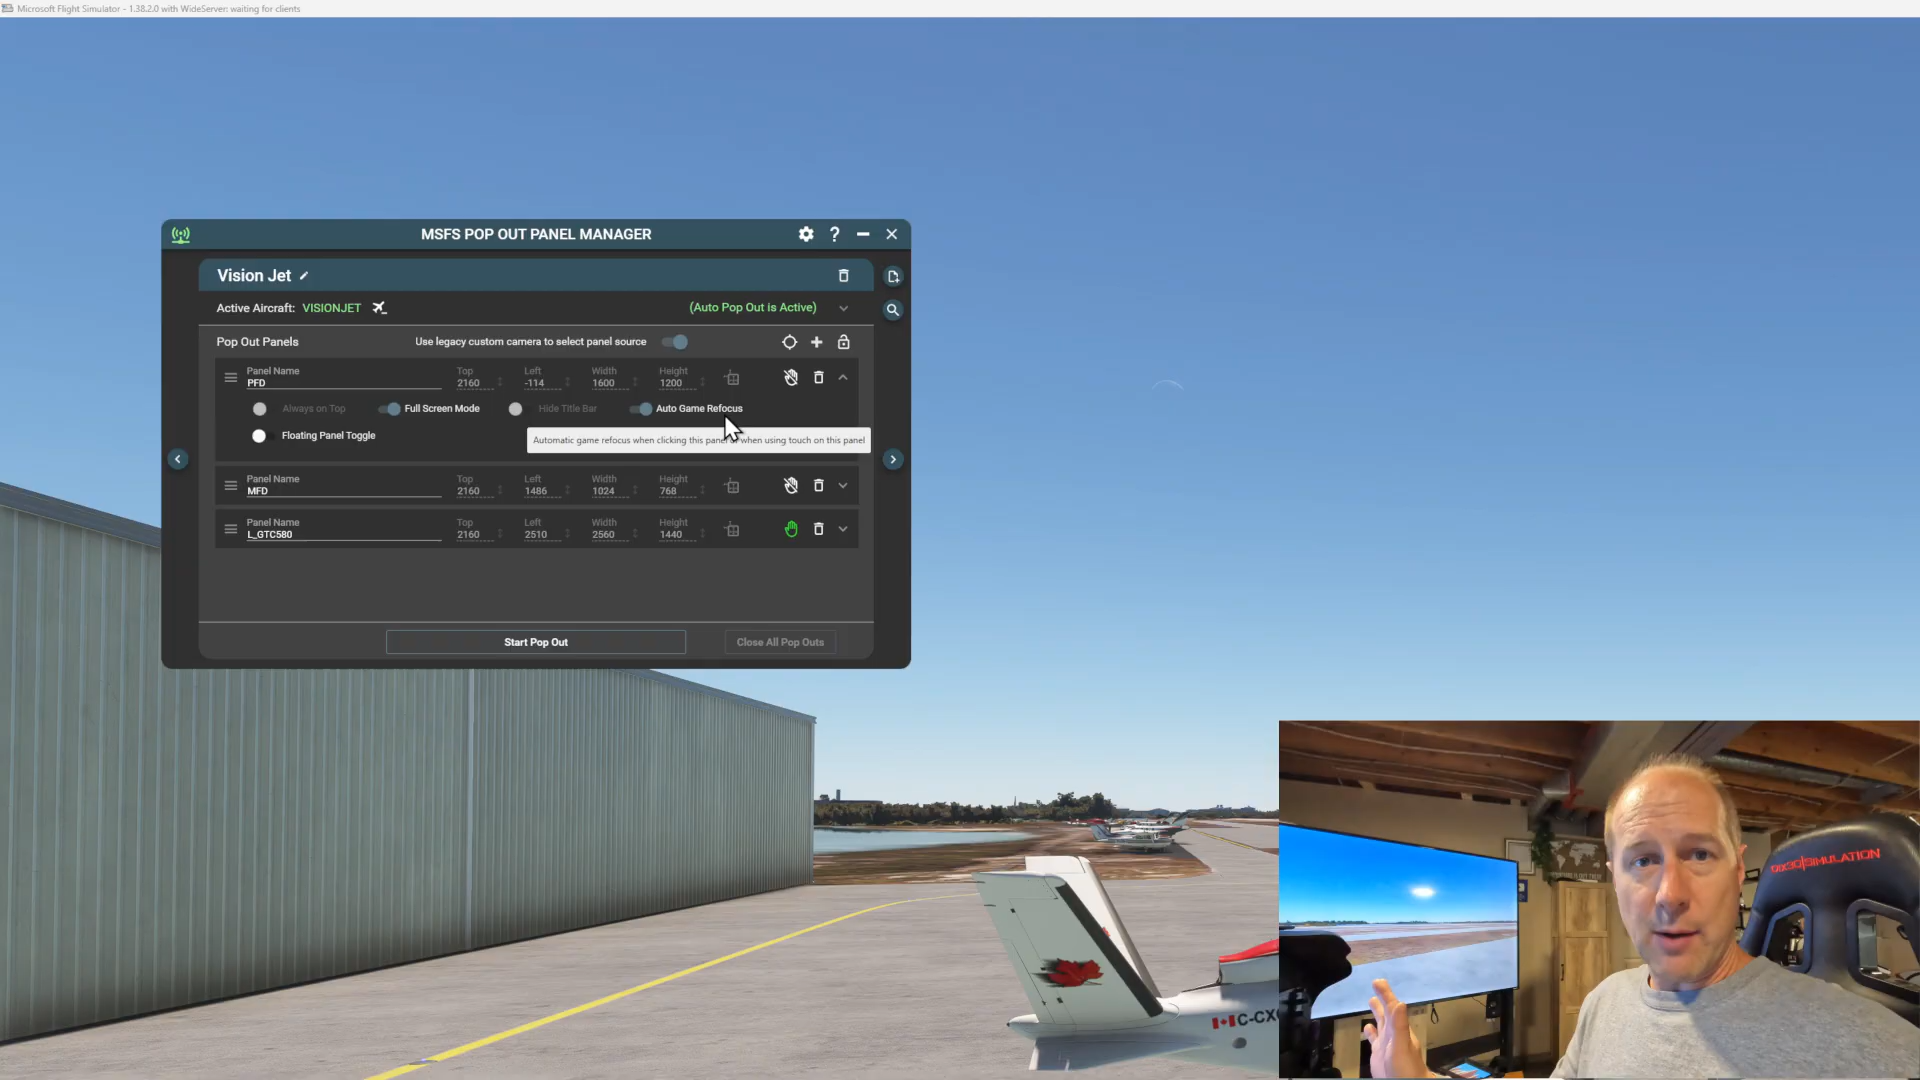 Microsoft Flight Simulator - 1.38.2.0 with WideServer: waiting for clients
MSFS POP OUT PANEL MANAGER
?
Vision Jet
Active Aircraft: VISIONJET
(Auto Pop Out is Active)
Pop Out Panels
Use legacy custom camera to select panel source
Panel Name Top Left Width Height
PFD 2160 -114 1600 1200
Always on Top Full Screen Mode Hide Title Bar Auto Game Refocus
Floating Panel Toggle
Automatic game refocus when clicking this panel or when using touch on this panel
Panel Name Top Left Width Height
MFD 2160 1486 1024 768
Panel Name Top Left Width Height
L_GTC580 2160 2510 2560 1440
Start Pop Out
Close All Pop Outs
SIMULATION
C-CX